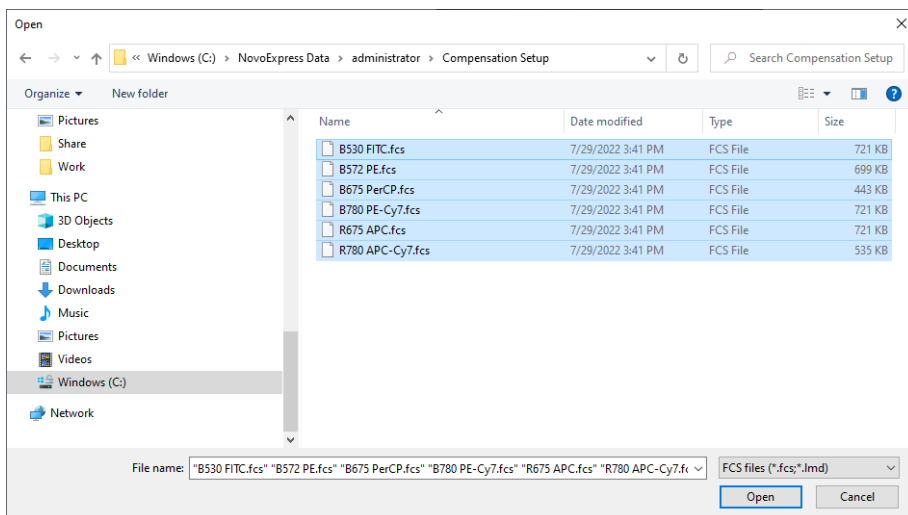 Open
« Windows (C:) > NovoExpress Data > administrator > Compensation Setup
Search Compensation Setup
Organize
New folder
Pictures
Share
Work
This PC
3D Objects
Desktop
Documents
Downloads
Music
Pictures
Videos
Windows (C:)
Network
Name Date modified Type Size
B530 FITC.fcs 7/29/2022 3:41 PM FCS File 721 KB
B572 PE.fcs 7/29/2022 3:41 PM FCS File 699 KB
B675 PerCP.fcs 7/29/2022 3:41 PM FCS File 443 KB
B780 PE-Cy7.fcs 7/29/2022 3:41 PM FCS File 721 KB
R675 APC.fcs 7/29/2022 3:41 PM FCS File 721 KB
R780 APC-Cy7.fcs 7/29/2022 3:41 PM FCS File 535 KB
File name: "B530 FITC.fcs" "B572 PE.fcs" "B675 PerCP.fcs" "B780 PE-Cy7.fcs" "R675 APC.fcs" "R780 APC-Cy7.fc
FCS files (*.fcs;*.lmd)
Open
Cancel